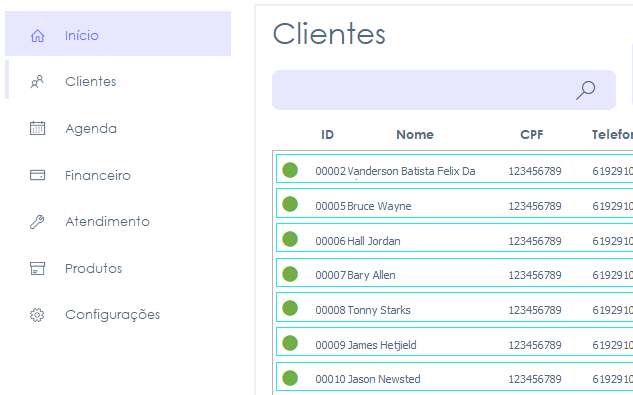 Início
Clientes
Agenda
Financeiro
Atendimento
Produtos
Configurações
Clientes
ID Nome CPF Telefor
00002 Vanderson Batista Felix Da 123456789 6192910
00005 Bruce Wayne 123456789 6192910
00006 Hall Jordan 123456789 6192910
00007 Bary Allen 123456789 6192910
00008 Tonny Starks 123456789 6192910
00009 James Hetjield 123456789 6192910
00010 Jason Newsted 123456789 6192910